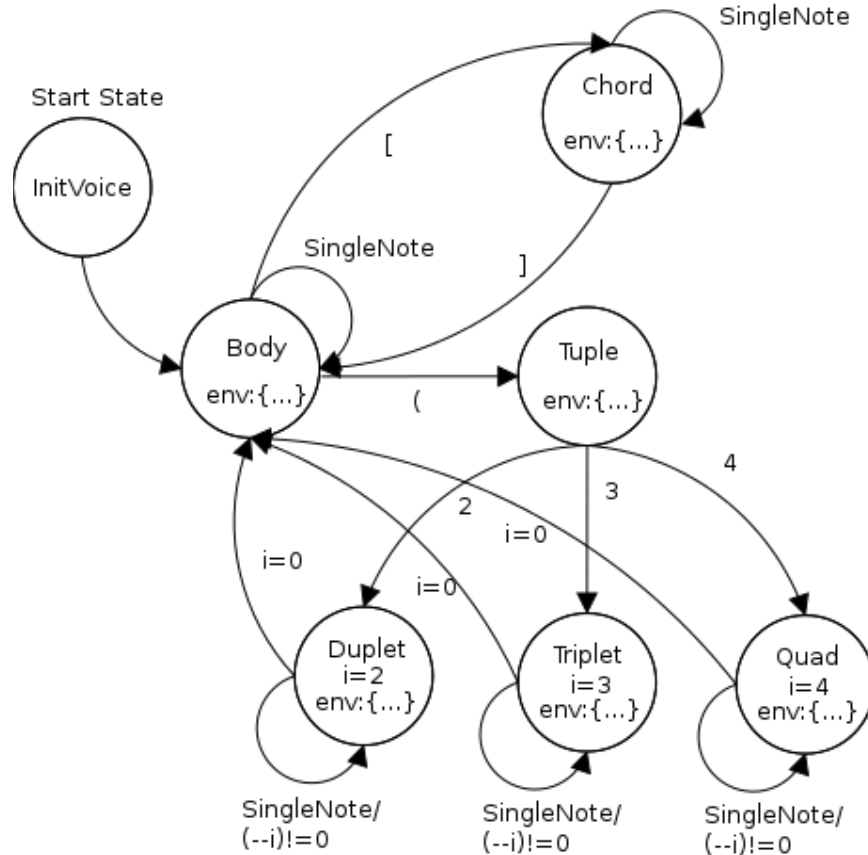 SingleNote
Chord
env:{...}
Start State
InitVoice
[
SingleNote
]
Body
env:{...}
(
Tuple
env:{...}
2
3
4
i=0
i=0
i=0
Duplet
i=2
env:{...}
Triplet
i=3
env:{...}
Quad
i=4
env:{...}
SingleNote/
(--i)!=0
SingleNote/
(--i)!=0
SingleNote/
(--i)!=0